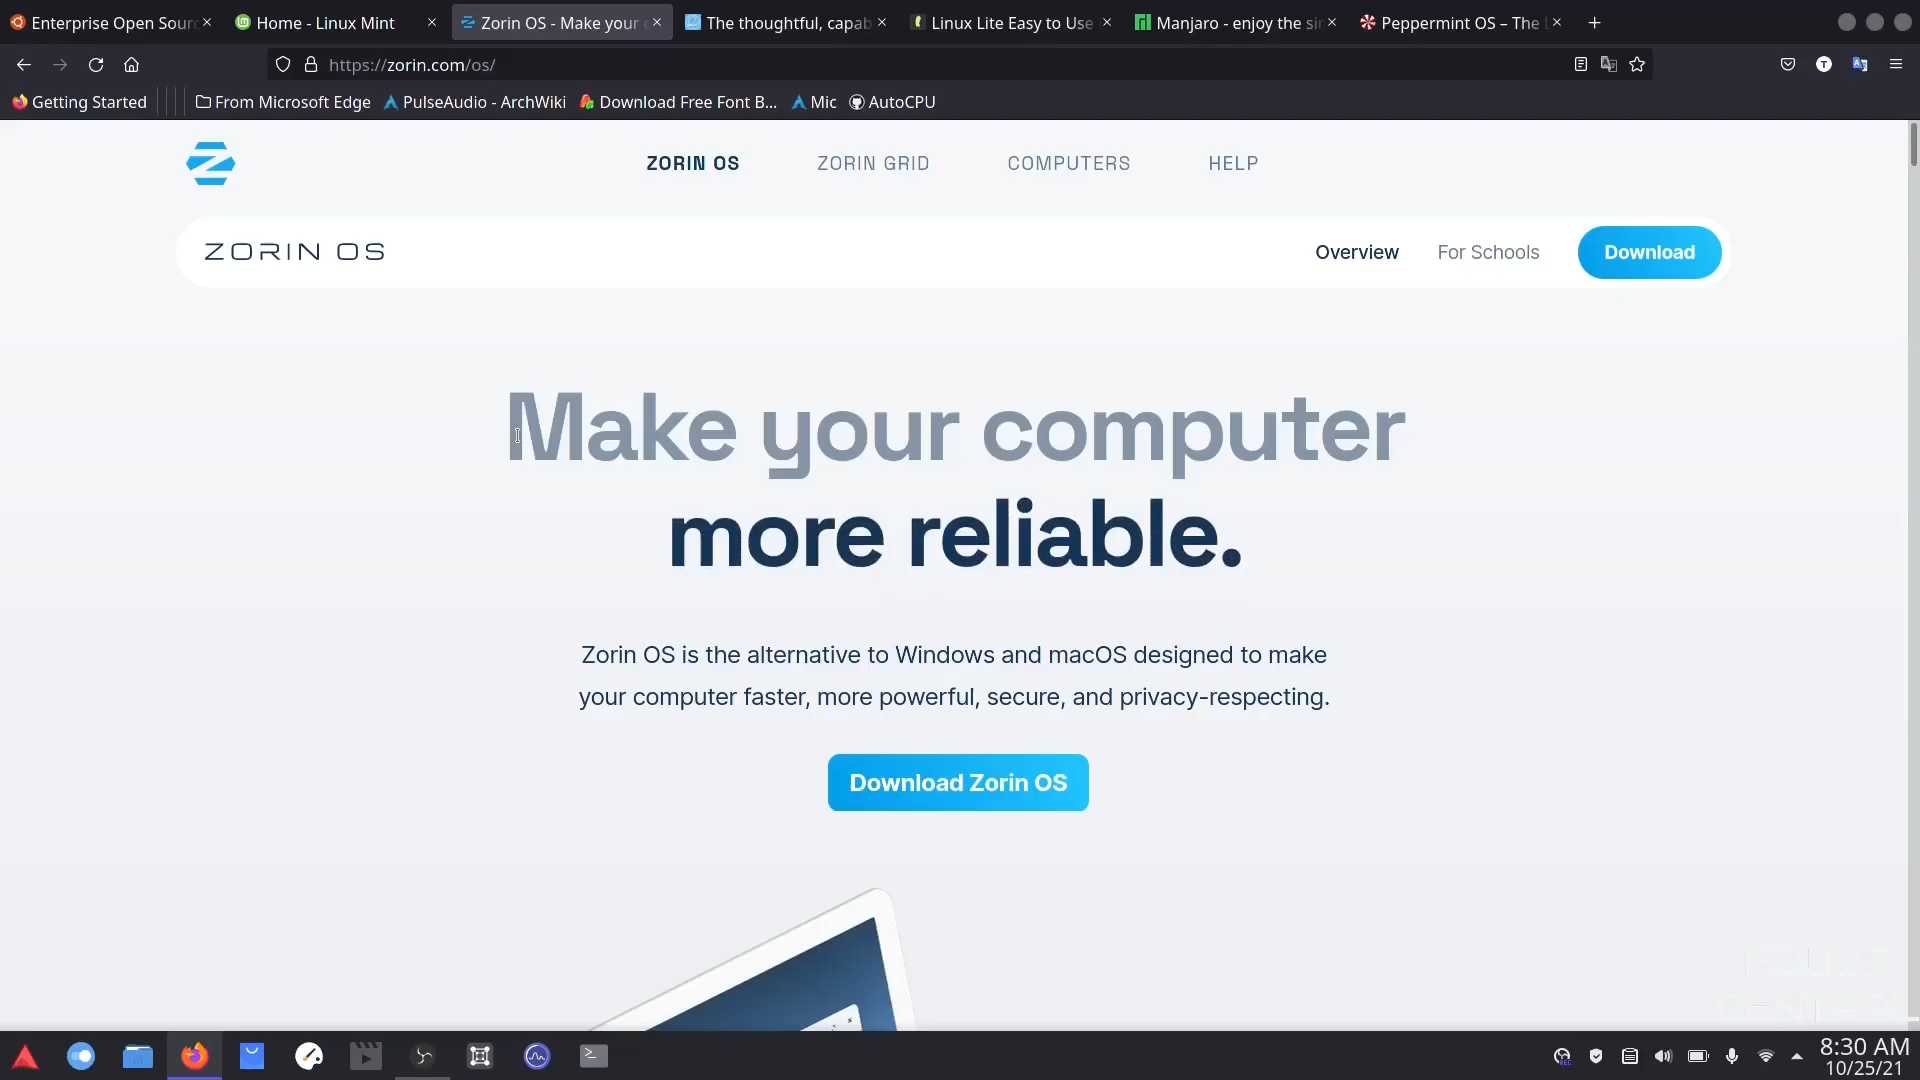 Enterprise Open Sourc
Home - Linux Mint
Zorin OS - Make your
The thoughtful, capab
Linux Lite Easy to Use
Manjaro - enjoy the sir
Peppermint OS – The
https://zorin.com/os/
Getting Started
From Microsoft Edge
PulseAudio - ArchWiki
Download Free Font B...
Mic
AutoCPU
ZORIN OS
ZORIN GRID
COMPUTERS
HELP
ZORIN OS
Overview
For Schools
Download
Make your computer
more reliable.
Zorin OS is the alternative to Windows and macOS designed to make
your computer faster, more powerful, secure, and privacy-respecting.
Download Zorin OS
8:30 AM
10/25/21